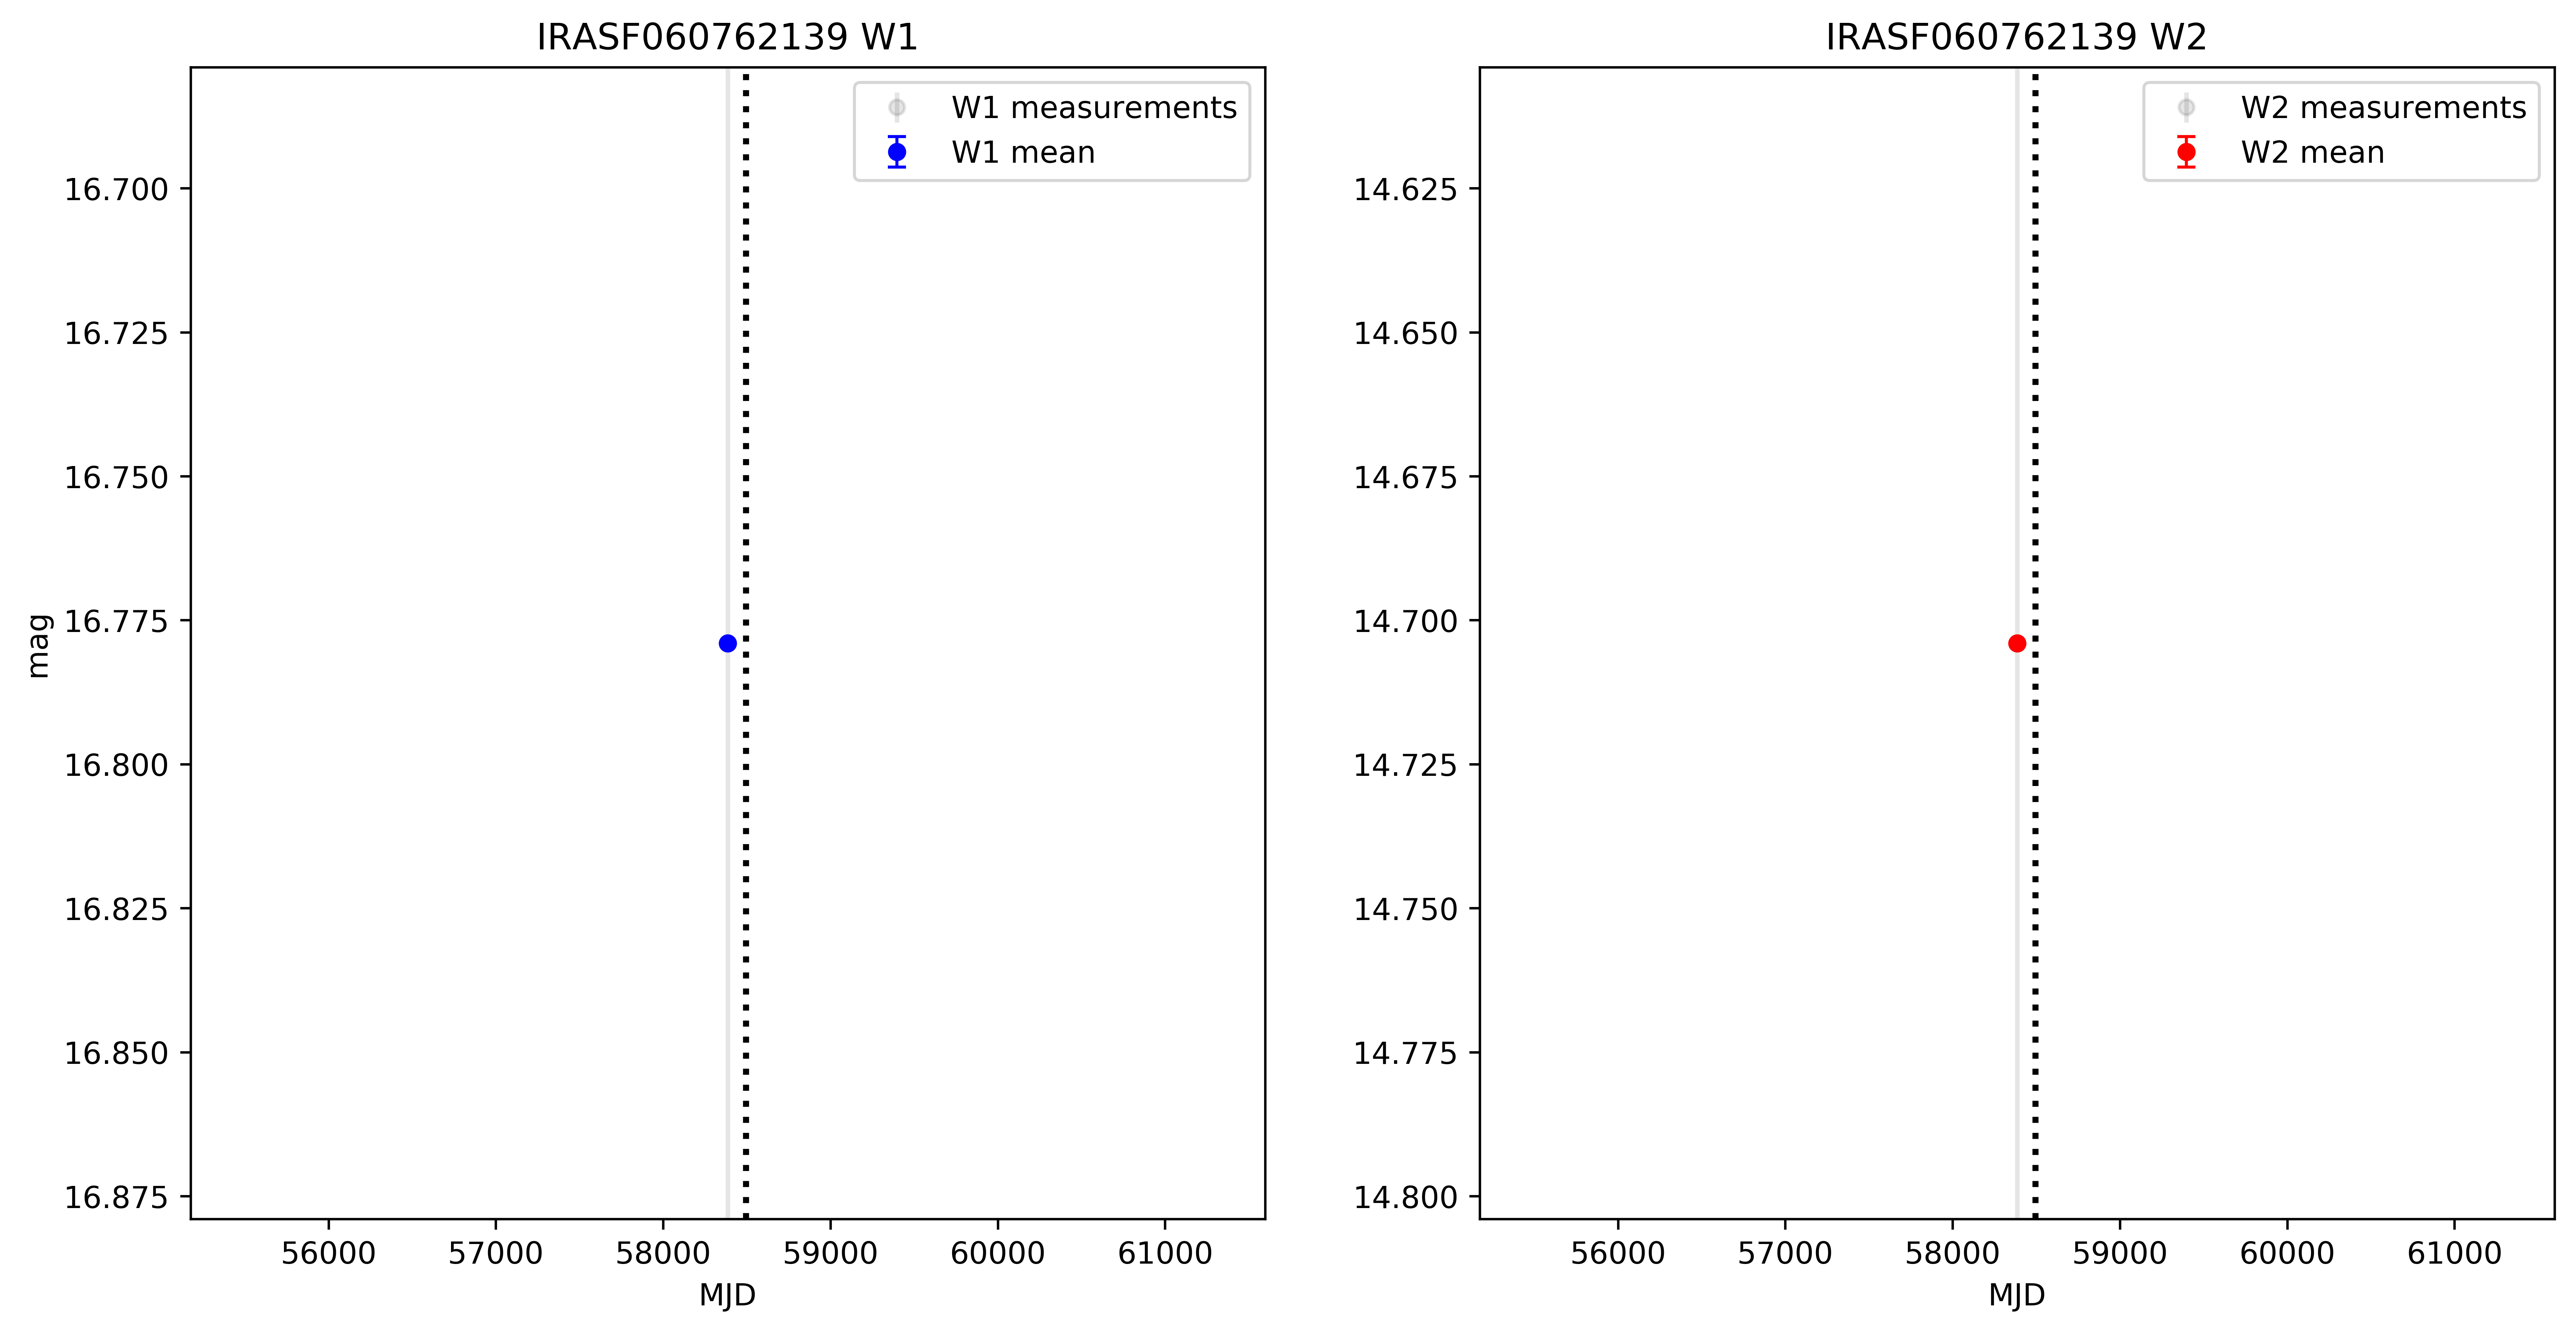 IRASF060762139 W1
W1 measurements
W1 mean
16.700
16.725
16.750
16.775
16.800
16.825
16.850
16.875
mag
56000 57000 58000 59000 60000 61000
MJD
IRASF060762139 W2
W2 measurements
W2 mean
14.625
14.650
14.675
14.700
14.725
14.750
14.775
14.800
56000 57000 58000 59000 60000 61000
MJD